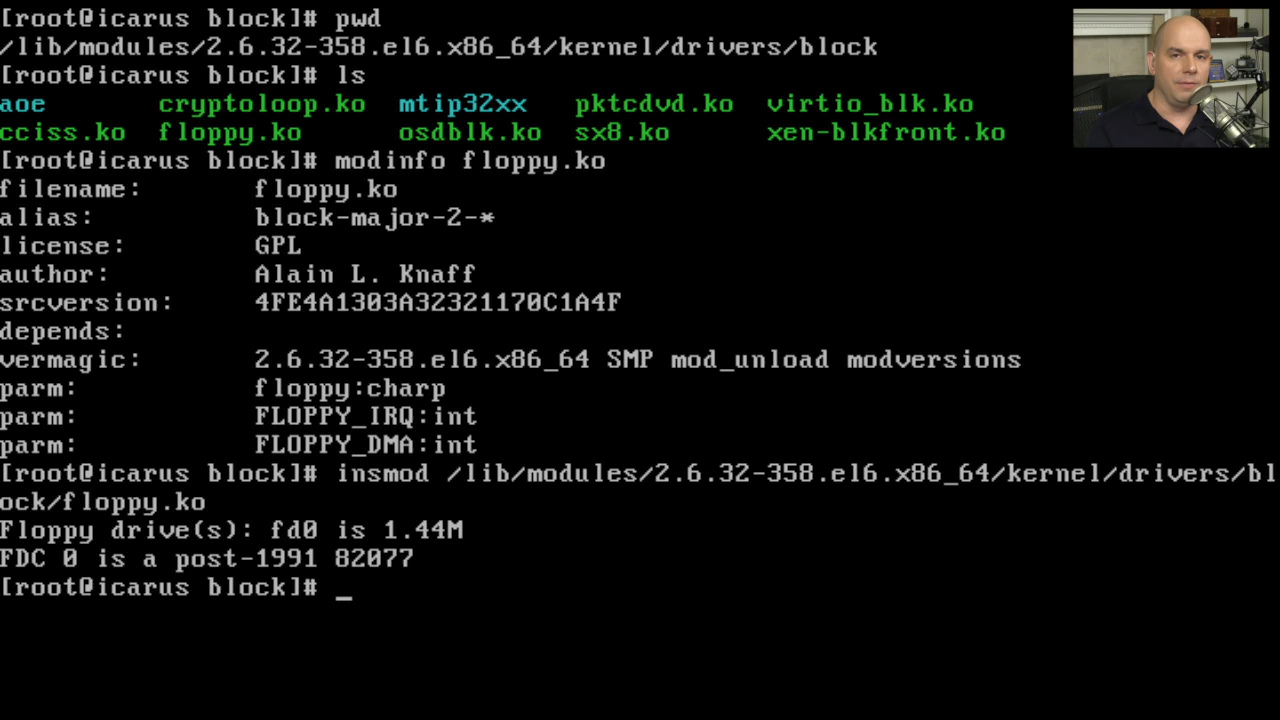 [root@icarus block]# pwd
/lib/modules/2.6.32-358.el6.x86_64/kernel/drivers/block
[root@icarus block]# ls
aoe cryptoloop.ko mtip32xx pktcdvd.ko virtio_blk.ko
cciss.ko floppy.ko osdblk.ko sx8.ko xen-blkfront.ko
[root@icarus block]# modinfo floppy.ko
filename: floppy.ko
alias: block-major-2-*
license: GPL
author: Alain L. Knaff
srcversion: 4FE4A1303A32321170C1A4F
depends:
vermagic: 2.6.32-358.el6.x86_64 SMP mod_unload modversions
parm: floppy:charp
parm: FLOPPY_IRQ:int
parm: FLOPPY_DMA:int
[root@icarus block]# insmod /lib/modules/2.6.32-358.el6.x86_64/kernel/drivers/bl
ock/floppy.ko
Floppy drive(s): fd0 is 1.44M
FDC 0 is a post-1991 82077
[root@icarus block]# _